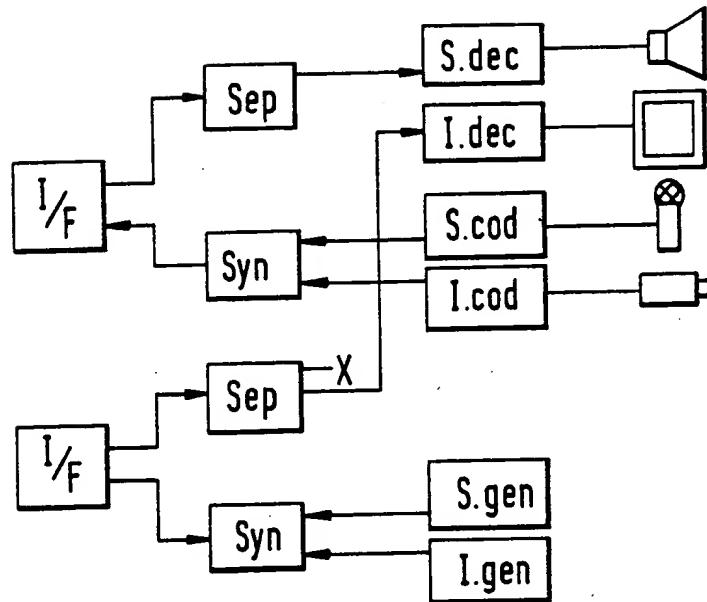 S.dec
Sep
I.dec
I/F
S.cod
Syn
I.cod
Sep
X
I/F
S.gen
Syn
I.gen